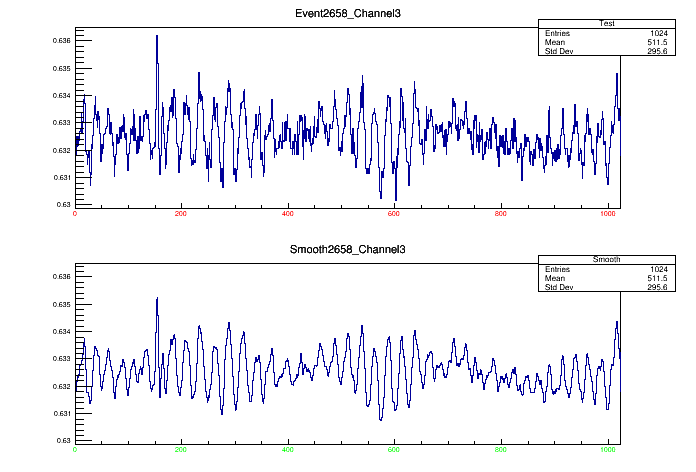 Event2658_Channel3
Test
Entries 1024
Mean 511.5
Std Dev 295.6
0.636
0.635
0.634
0.633
0.632
0.631
0.63
0 200 400 600 800 1000
Smooth2658_Channel3
Smooth
Entries 1024
Mean 511.5
Std Dev 295.6
0.636
0.635
0.634
0.633
0.632
0.631
0.63
0 200 400 600 800 1000